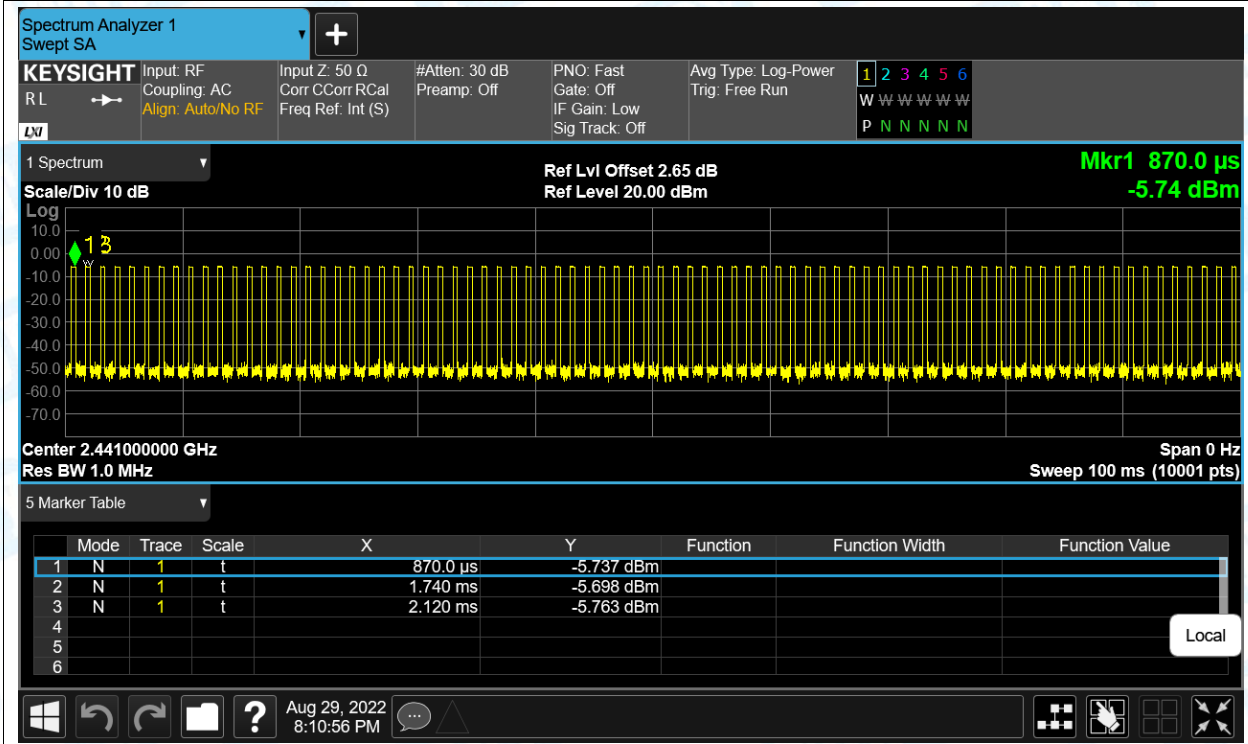 Spectrum Analyzer 1
Swept SA
KEYSIGHT
RL
LXI
Input: RF
Coupling: AC
Align: Auto/No RF
Input Z: 50 Ω
Corr CCorr RCal
Freq Ref: Int (S)
#Atten: 30 dB
Preamp: Off
PNO: Fast
Gate: Off
IF Gain: Low
Sig Track: Off
Avg Type: Log-Power
Trig: Free Run
1 2 3 4 5 6
W W W W W W
P N N N N N
1 Spectrum
Scale/Div 10 dB
Ref Lvl Offset 2.65 dB
Ref Level 20.00 dBm
Mkr1 870.0 µs
-5.74 dBm
Log
10.0
0.00
-10.0
-20.0
-30.0
-40.0
-50.0
-60.0
-70.0
1 3
Center 2.441000000 GHz
Res BW 1.0 MHz
Span 0 Hz
Sweep 100 ms (10001 pts)
5 Marker Table
Mode Trace Scale X Y Function Function Width Function Value
1 N 1 t 870.0 µs -5.737 dBm
2 N 1 t 1.740 ms -5.698 dBm
3 N 1 t 2.120 ms -5.763 dBm
4
5
6
Local
?
Aug 29, 2022
8:10:56 PM